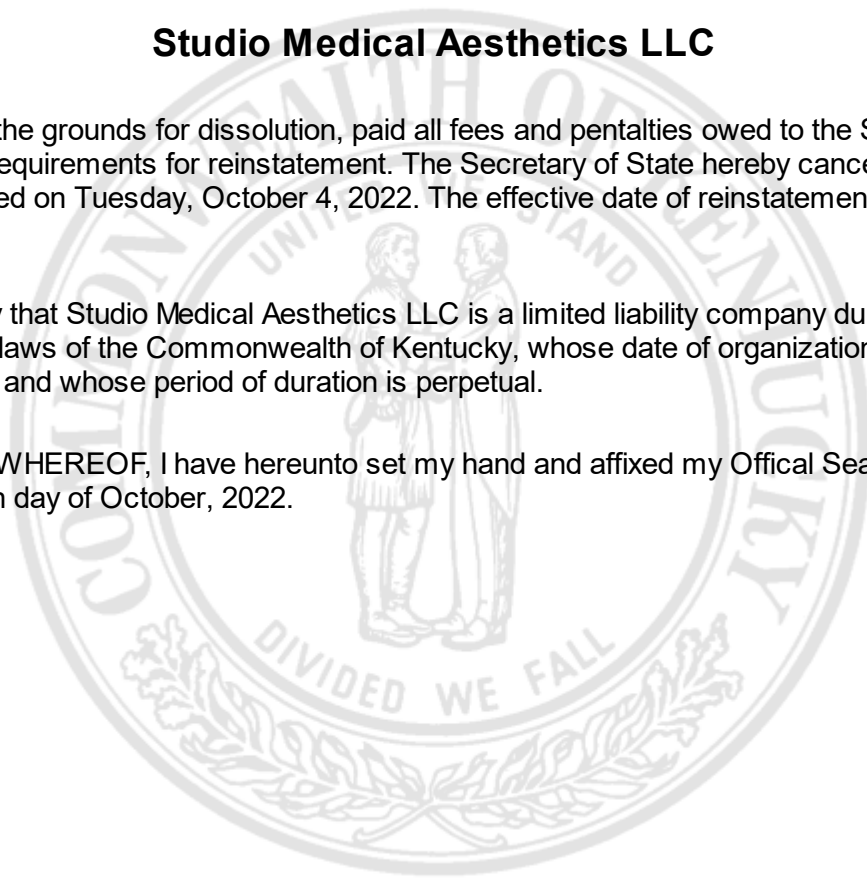 Studio Medical Aesthetics LLC
the grounds for dissolution, paid all fees and pentalties owed to the S
equirements for reinstatement. The Secretary of State hereby cance
ed on Tuesday, October 4, 2022. The effective date of reinstatemen
y that Studio Medical Aesthetics LLC is a limited liability company du
laws of the Commonwealth of Kentucky, whose date of organization
and whose period of duration is perpetual.
WHEREOF, I have hereunto set my hand and affixed my Offical Sea
h day of October, 2022.
COMMONWEALTH OF KENTUCKY
UNITED WE STAND
DIVIDED WE FALL